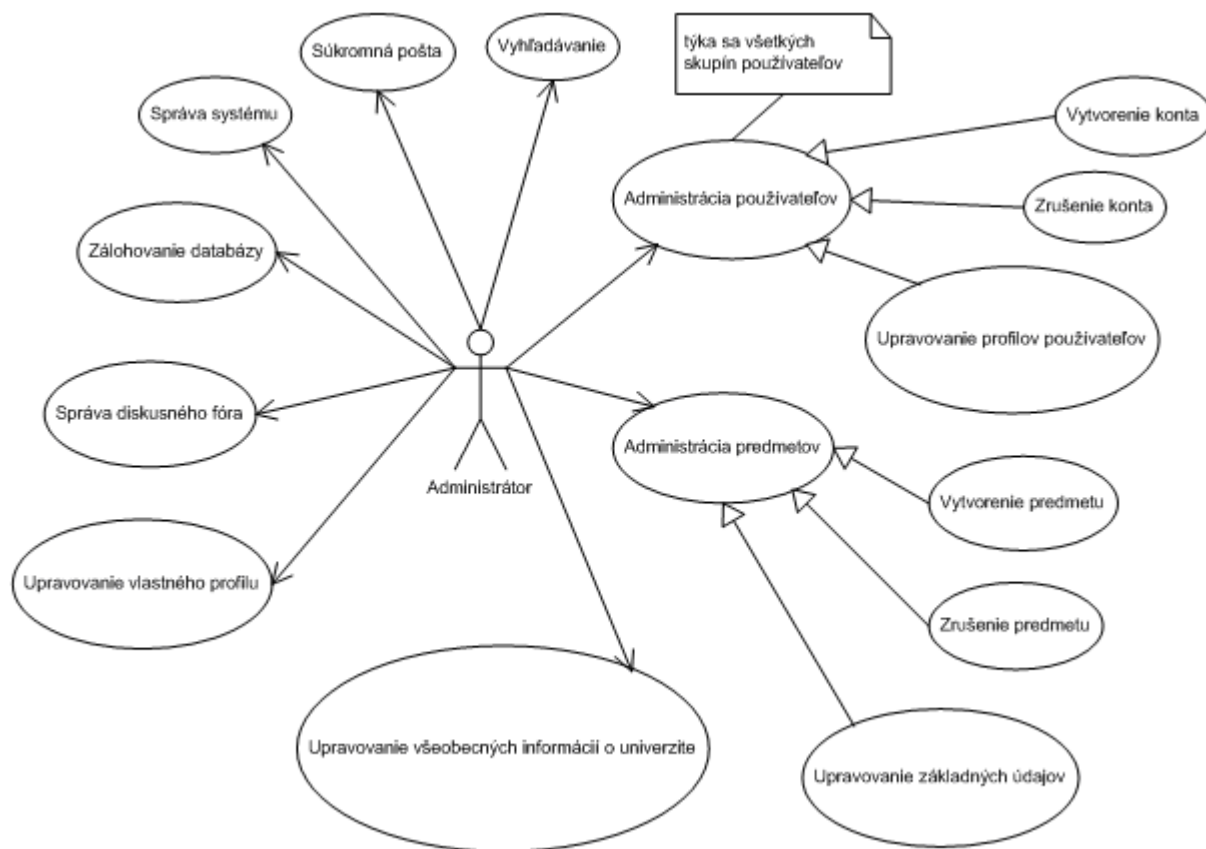 Súkromná pošta
Vyhľadávanie
týka sa všetkých
skupín používateľov
Správa systému
Vytvorenie konta
Administrácia používateľov
Zrušenie konta
Zálohovanie databázy
Upravovanie profilov používateľov
Správa diskusného fóra
Administrácia predmetov
Administrátor
Vytvorenie predmetu
Upravovanie vlastného profilu
Zrušenie predmetu
Upravovanie všeobecných informácií o univerzite
Upravovanie základných údajov